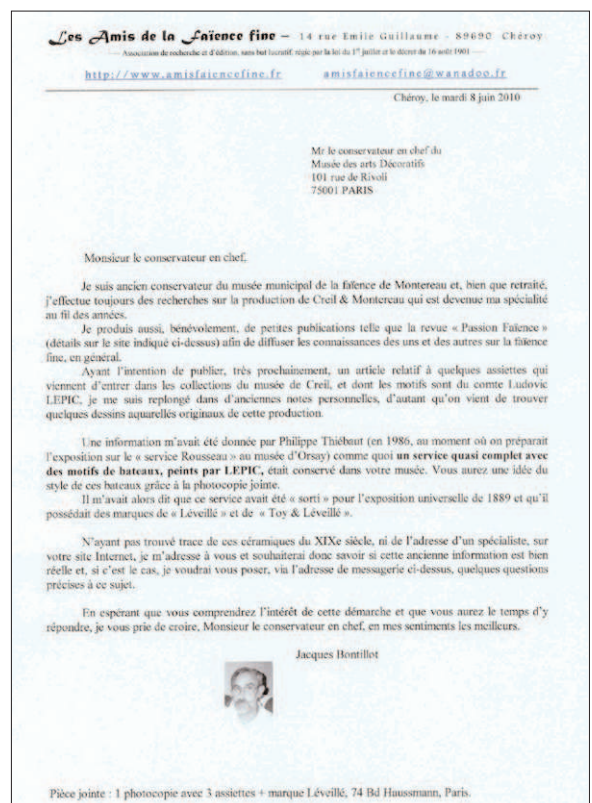 Les Amis de la Faïence fine – 14 rue Emile Guillaume - 89690 Chéroy
Association de recherche et d'édition, sans but lucratif, régie par la loi du 1er juillet et le décret du 16 août 1901
http://www.amisfaiencefine.fr amisfaiencefine@wanadoo.fr
Chéroy, le mardi 8 juin 2010
Mr le conservateur en chef du
Musée des arts Décoratifs
101 rue de Rivoli
75001 PARIS
Monsieur le conservateur en chef,
Je suis ancien conservateur du musée municipal de la faïence de Montereau et, bien que retraité,
j'effectue toujours des recherches sur la production de Creil & Montereau qui est devenue ma spécialité
au fil des années.
Je produis aussi, bénévolement, de petites publications telle que la revue « Passion Faïence »
(détails sur le site indiqué ci-dessus) afin de diffuser les connaissances des uns et des autres sur la faïence
fine, en général.
Ayant l'intention de publier, très prochainement, un article relatif à quelques assiettes qui
viennent d'entrer dans les collections du musée de Creil, et dont les motifs sont du comte Ludovic
LEPIC, je me suis replongé dans d'anciennes notes personnelles, d'autant qu'on vient de trouver
quelques dessins aquarellés originaux de cette production.
Une information m'avait été donnée par Philippe Thiébaut (en 1986, au moment où on préparait
l'exposition sur le « service Rousseau » au musée d'Orsay) comme quoi un service quasi complet avec
des motifs de bateaux, peints par LEPIC, était conservé dans votre musée. Vous aurez une idée du
style de ces bateaux grâce à la photocopie jointe.
Il m'avait alors dit que ce service avait été « sorti » pour l'exposition universelle de 1889 et qu'il
possédait des marques de « Léveillé » et de « Toy & Léveillé ».
N'ayant pas trouvé trace de ces céramiques du XIXe siècle, ni de l'adresse d'un spécialiste, sur
votre site Internet, je m'adresse à vous et souhaiterai donc savoir si cette ancienne information est bien
réelle et, si c'est le cas, je voudrai vous poser, via l'adresse de messagerie ci-dessus, quelques questions
précises à ce sujet.
En espérant que vous comprendrez l'intérêt de cette démarche et que vous aurez le temps d'y
répondre, je vous prie de croire, Monsieur le conservateur en chef, en mes sentiments les meilleurs.
Jacques Bontillot
Pièce jointe : 1 photocopie avec 3 assiettes + marque Léveillé, 74 Bd Haussmann, Paris.